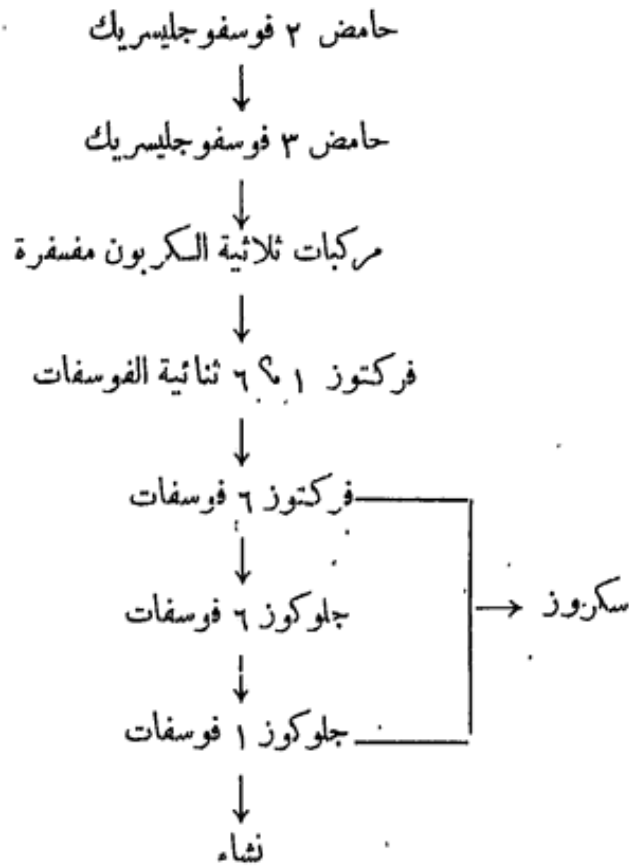 حامض ٢ فوسفوجليسريك
حامض ٣ فوسفوجليسريك
مركبات ثلاثية السكربون مفسفرة
فركتوز ١ ؟ ٦ ثنائية الفوسفات
فركتوز ٦ فوسفات
جلوكوز ٦ فوسفات
سكروز
جلوكوز ١ فوسفات
نشاء